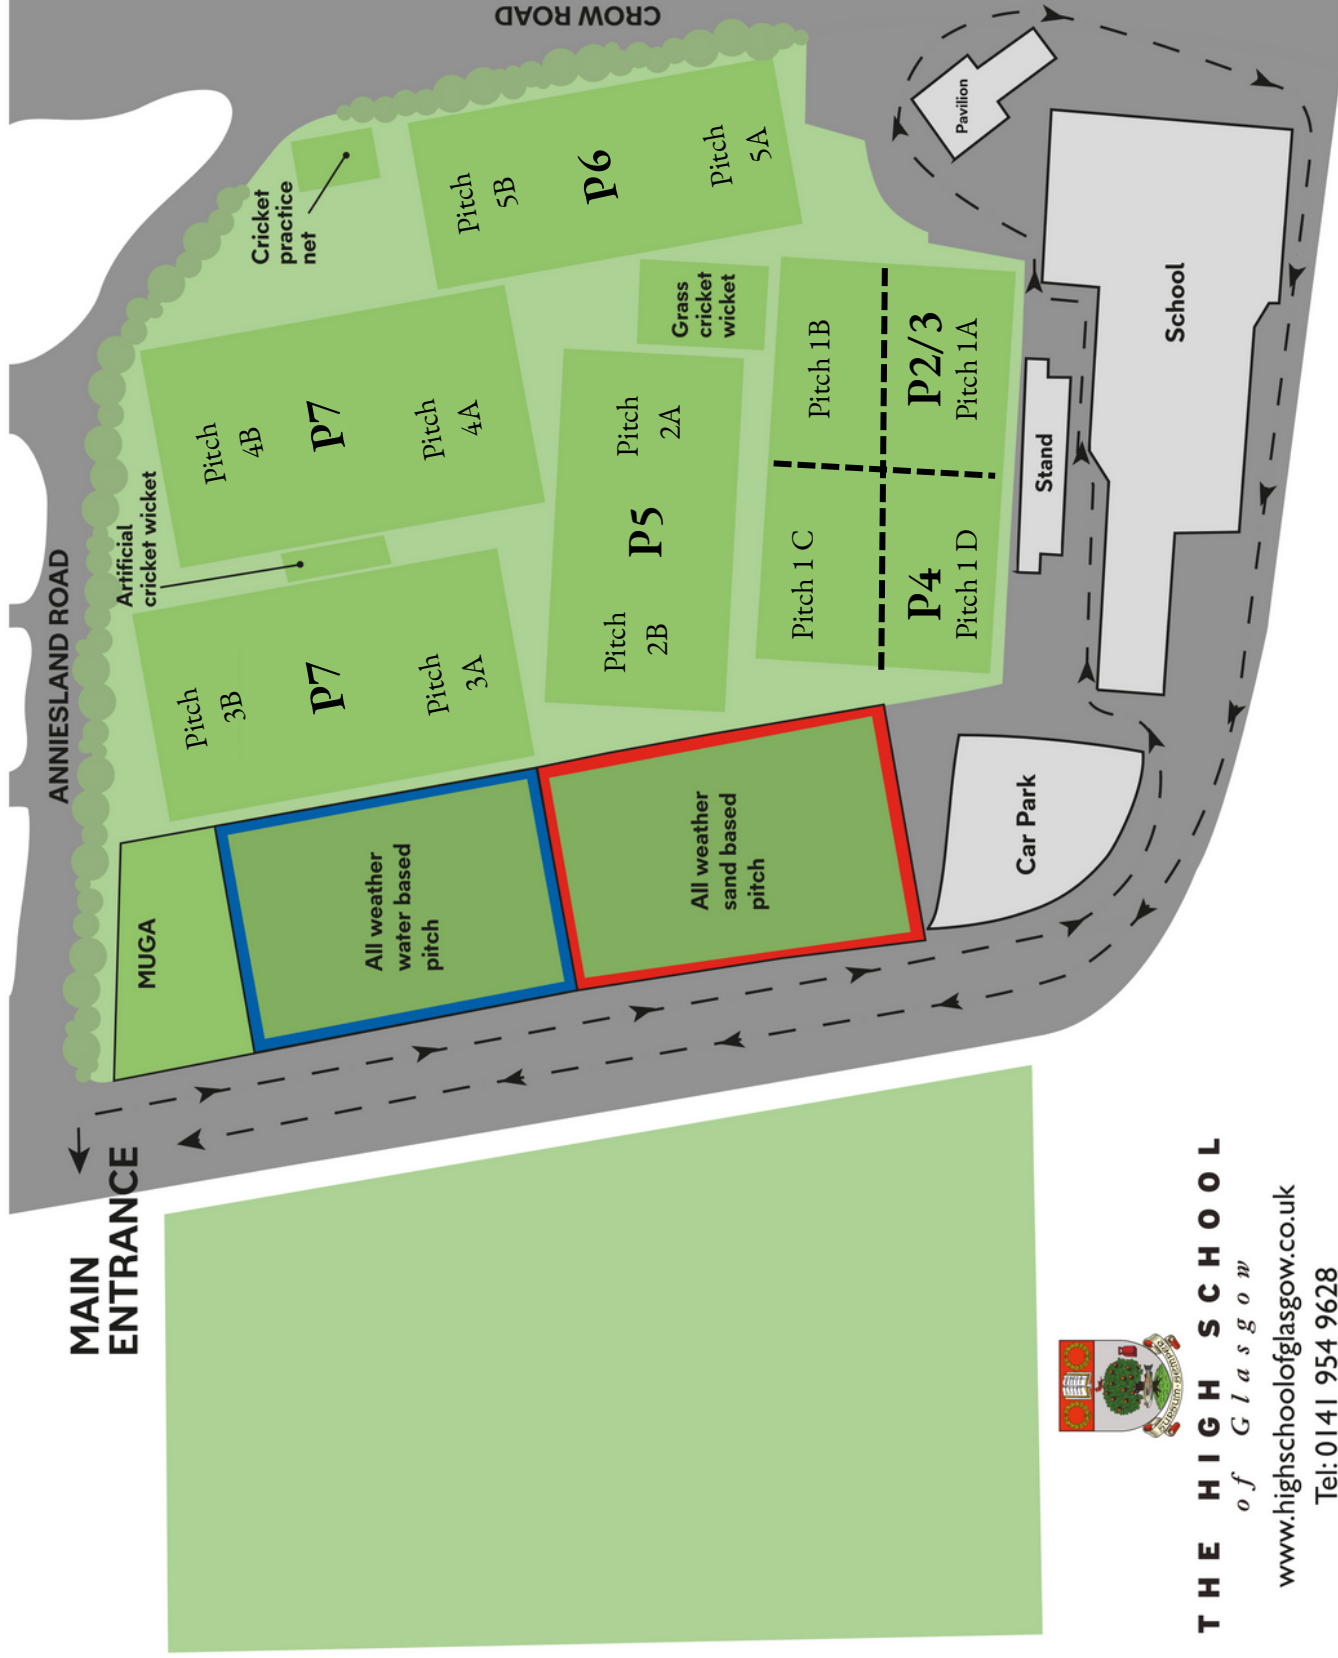 CROW ROAD
ANNIESLAND ROAD
MAIN
ENTRANCE
MUGA
All weather
water based
pitch
All weather
sand based
pitch
Car Park
Pitch
3B
P7
Pitch
3A
Artificial
cricket wicket
Pitch
4B
P7
Pitch
4A
Cricket
practice
net
Pitch
5B
P6
Pitch
5A
Grass
cricket
wicket
Pitch
2B
P5
Pitch
2A
Pitch 1 C
Pitch 1B
P4
Pitch 1 D
P2/3
Pitch 1A
Stand
School
Pavilion
THE HIGH SCHOOL
of Glasgow
www.highschoolofglasgow.co.uk
Tel: 0141 954 9628